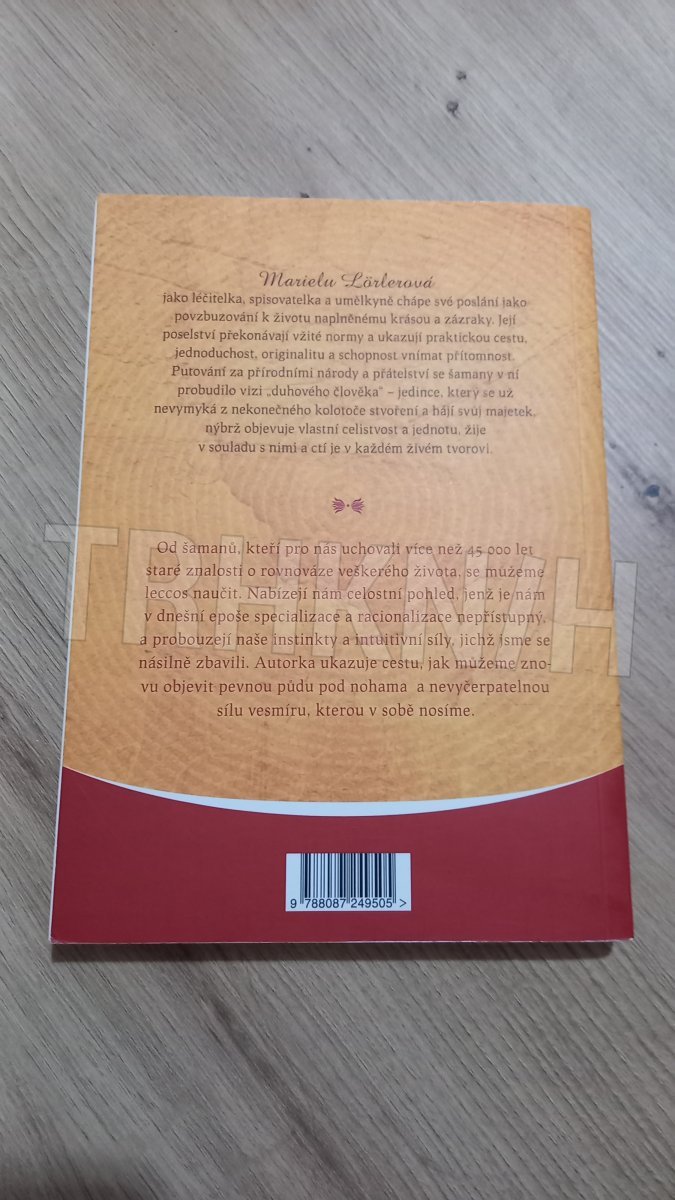 Marielu Lörlerová
jako léčitelka, spisovatelka a umělkyně chápe své poslání jako
povzbuzování k životu naplněnému krásou a zázraky. Její
poselství překonávají vžité normy a ukazují praktickou cestu,
jednoduchost, originalitu a schopnost vnímat přítomnost.
Putování za přírodními národy a přátelství se šamany v ní
probudilo vizi „duhového člověka“ – jedince, který se už
nevymyká z nekonečného kolotoče stvoření a hájí svůj majetek,
nýbrž objevuje vlastní celistvost a jednotu, žije
v souladu s nimi a ctí je v každém živém tvorovi.
Od šamanů, kteří pro nás uchovali více než 45 000 let
staré znalosti o rovnováze veškerého života, se můžeme
leccos naučit. Nabízejí nám celostní pohled, jenž je nám
v dnešní epoše specializace a racionalizace nepřístupný,
a probouzejí naše instinkty a intuitivní síly, jichž jsme se
násilně zbavili. Autorka ukazuje cestu, jak můžeme zno-
vu objevit pevnou půdu pod nohama a nevyčerpatelnou
sílu vesmíru, kterou v sobě nosíme.
TBHKN/H
9 788087 249505 >